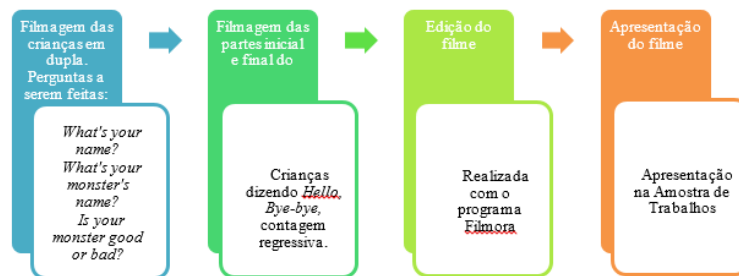 Filmagem das
crianças em
dupla.
Perguntas a
serem feitas:
What's your
name?
What's your
monster's
name?
Is your
monster good
or bad?
Filmagem das
partes inicial
e final do
Crianças
dizendo Hello,
Bye-bye,
contagem
regressiva.
Edição do
filme
Realizada
com o
programa
Filmora
Apresentação
do filme
Apresentação
na Amostra de
Trabalhos